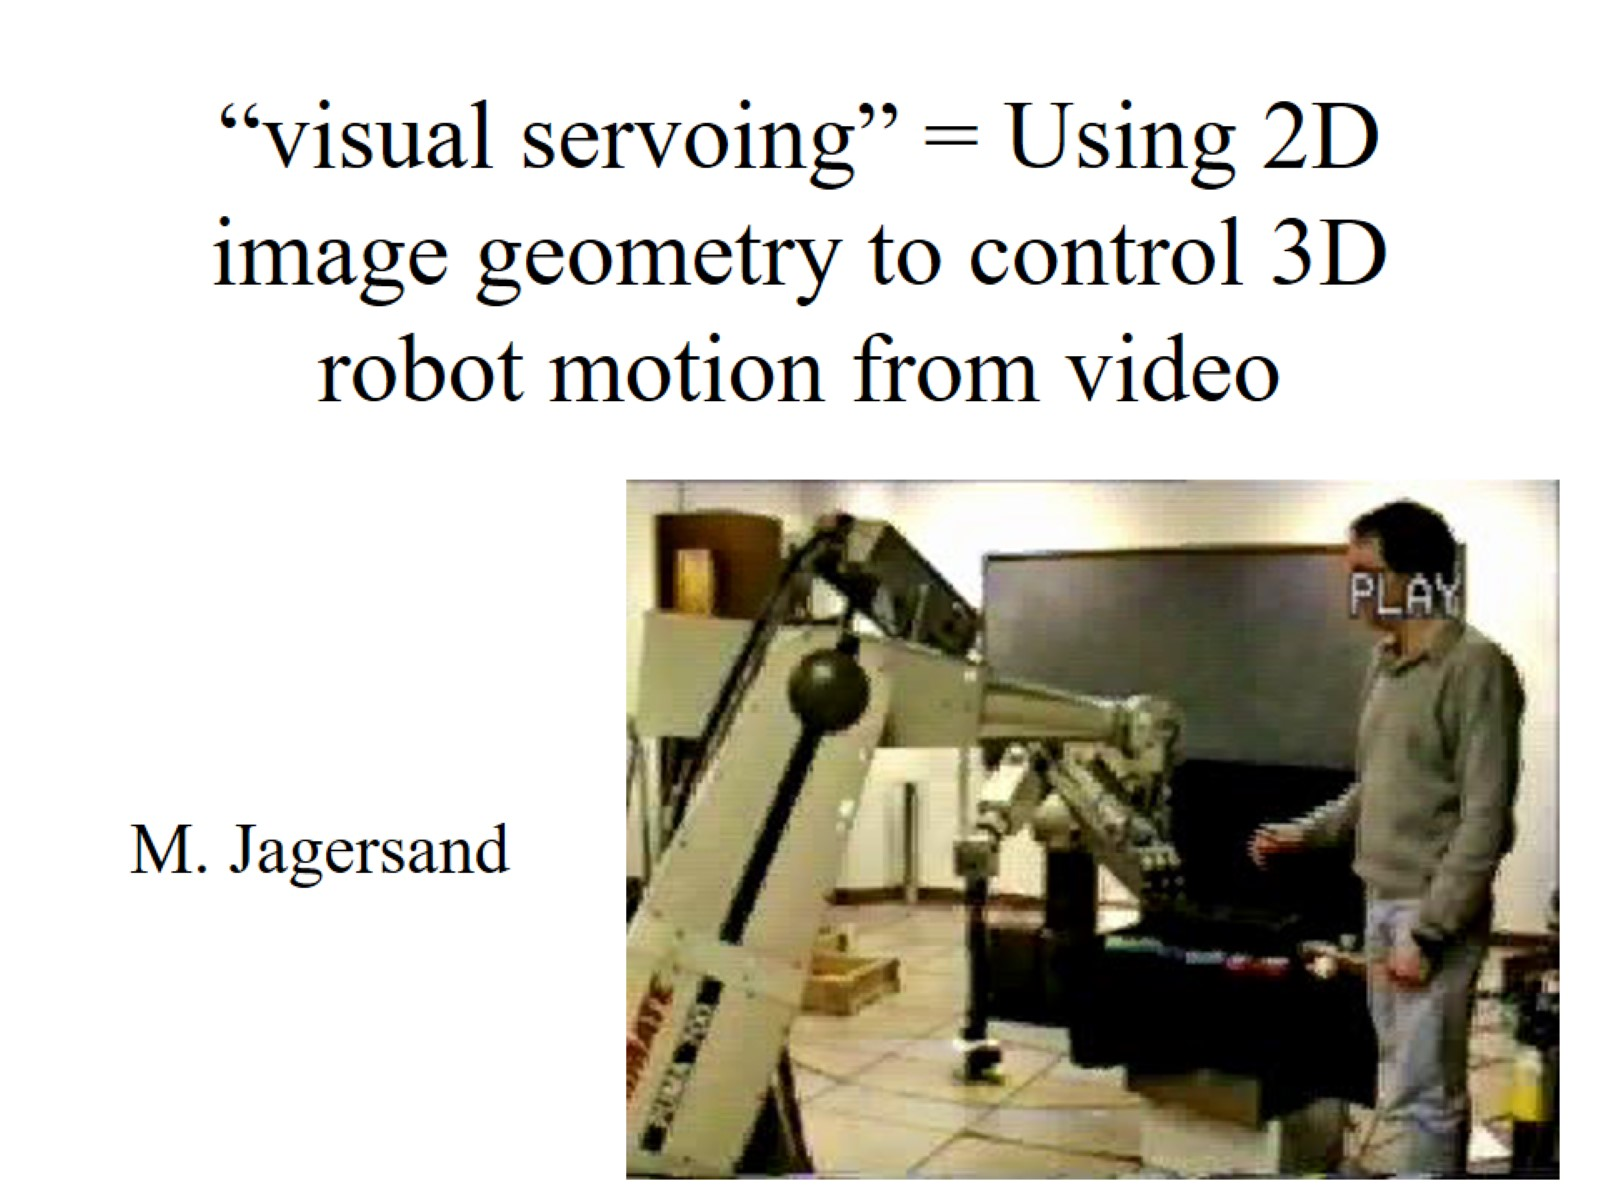 “visual servoing” = Using 2D
image geometry to control 3D
robot motion from video
M. Jagersand
PLAY